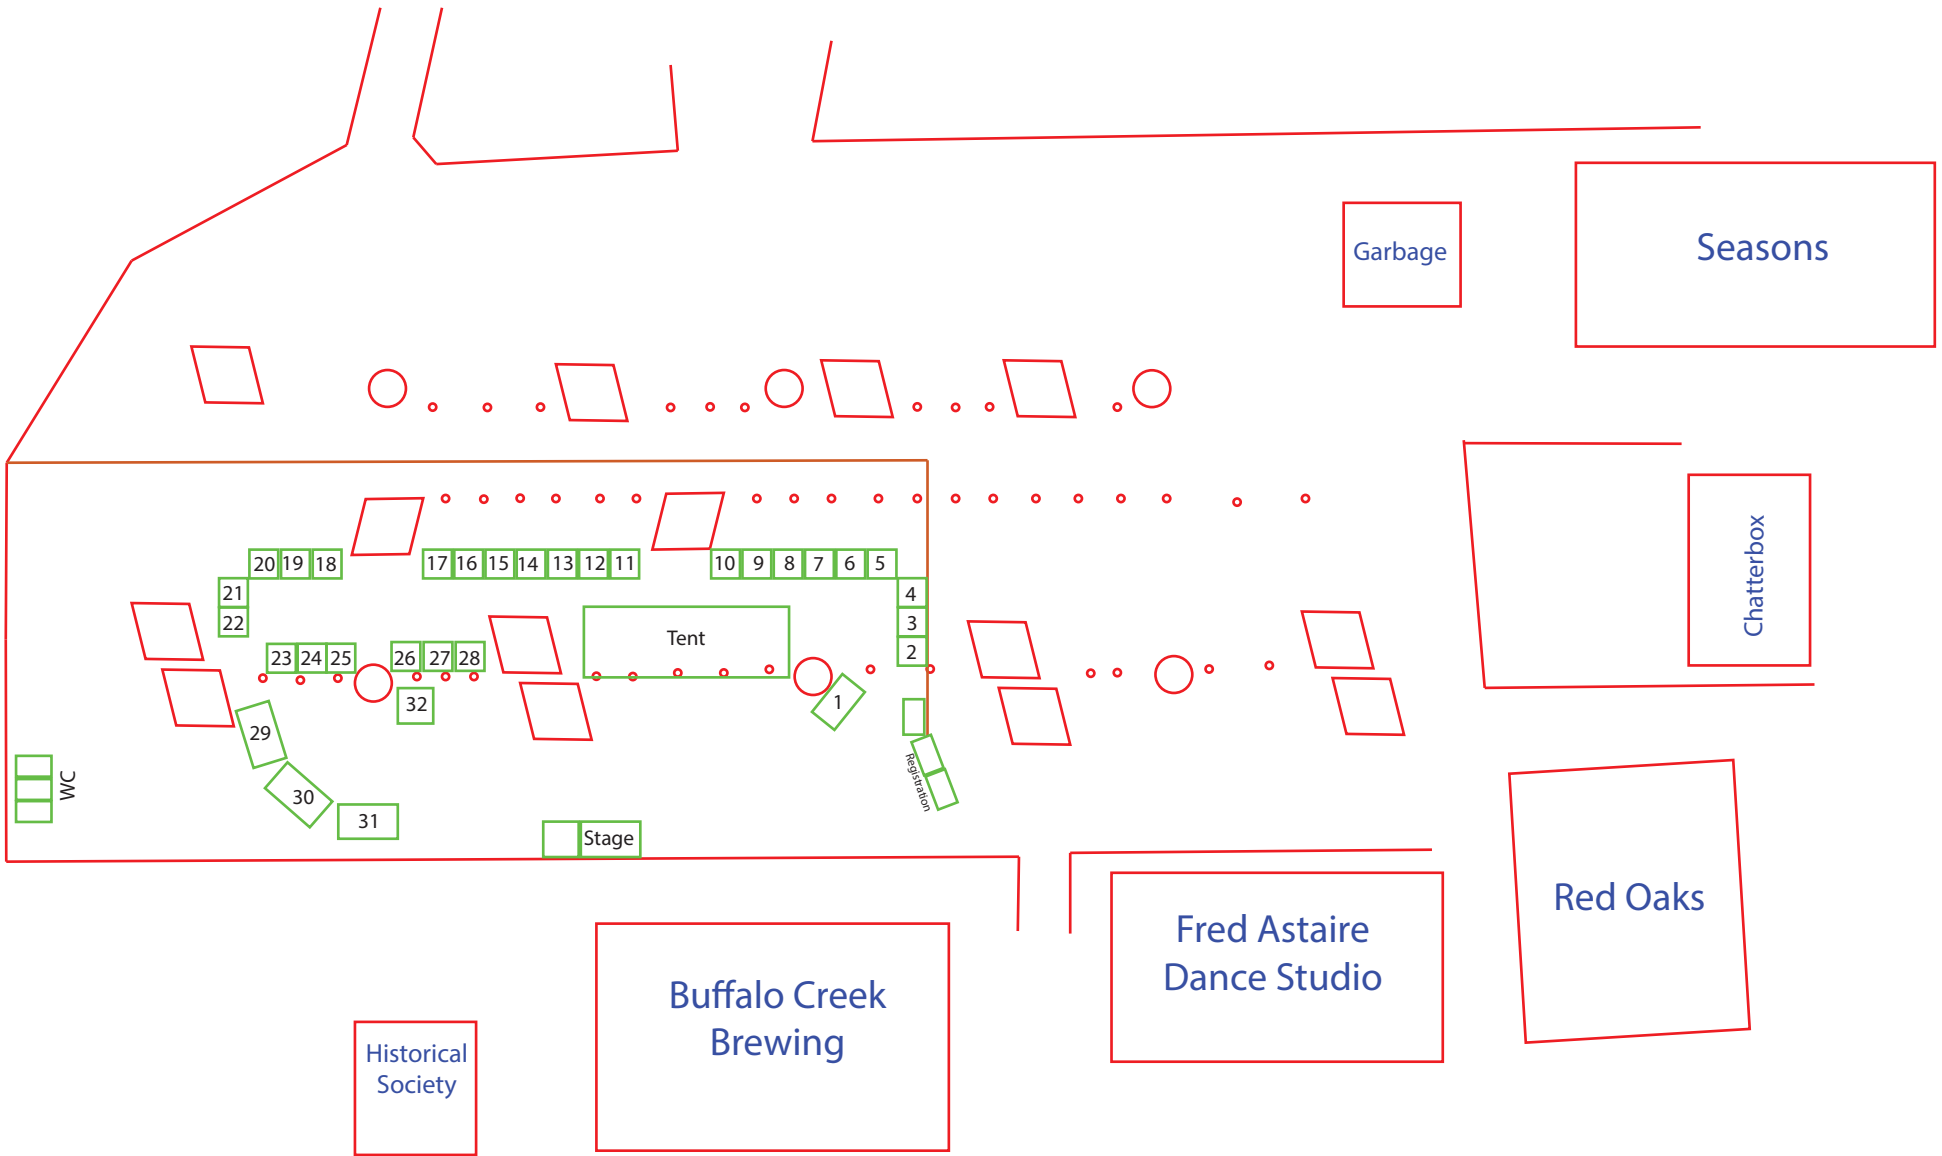 Seasons
Garbage
Chatterbox
20
19
18
17
16
15
14
13
12
11
10
9
8
7
6
5
21
22
4
3
2
Tent
23
24
25
26
27
28
32
1
29
30
31
WC
Registration
Stage
Red Oaks
Fred Astaire
Dance Studio
Buffalo Creek
Brewing
Historical
Society